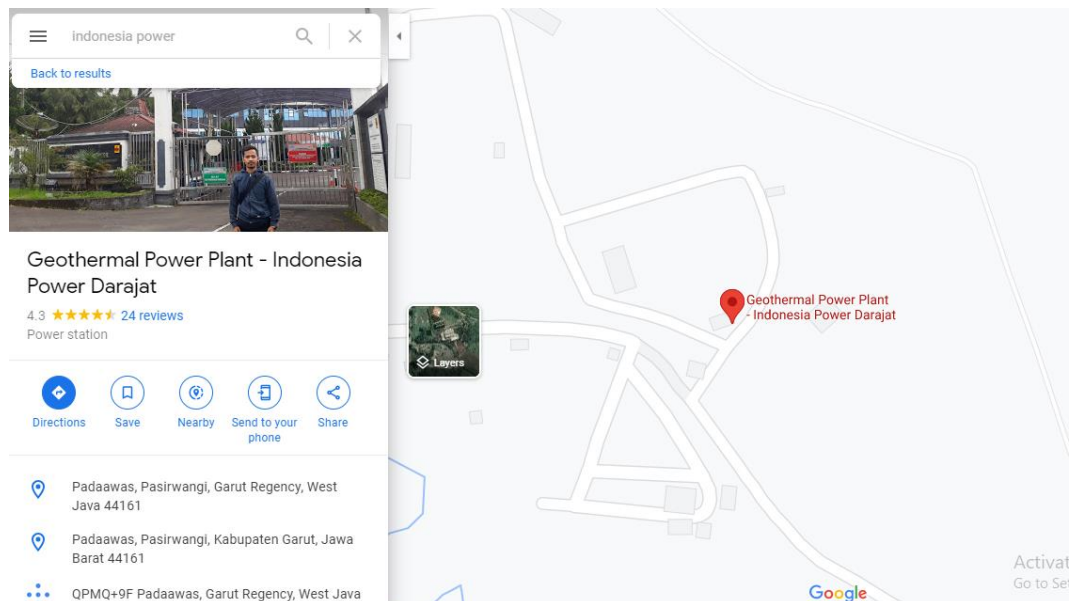 indonesia power
Back to results
Geothermal Power Plant - Indonesia
Power Darajat
4.3
24 reviews
Power station
Directions
Save
Nearby
Send to your
phone
Share
Padaawas, Pasirwangi, Garut Regency, West
Java 44161
Padaawas, Pasirwangi, Kabupaten Garut, Jawa
Barat 44161
QPMQ+9F Padaawas, Garut Regency, West Java
Layers
Geothermal Power Plant
- Indonesia Power Darajat
Google
Activat
Go to Set